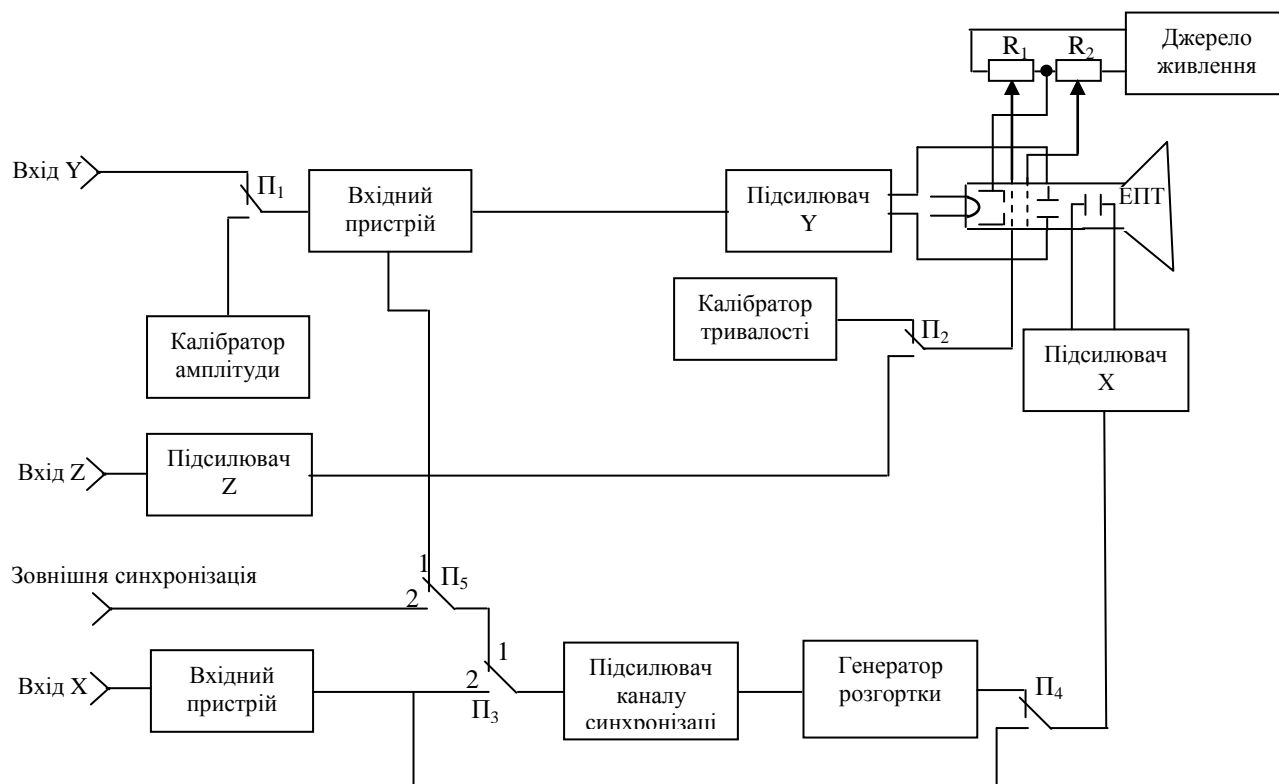 R₁
R₂
Джерело
живлення
Вхід Y
П₁
Вхідний
пристрій
Підсилювач
Y
ЕПТ
Калібратор
амплітуди
Калібратор
тривалості
П₂
Підсилювач
X
Вхід Z
Підсилювач
Z
Зовнішня синхронізація
1
П₅
2
Вхід X
Вхідний
пристрій
1
2
П₃
Підсилювач
каналу
синхронізаці
Генератор
розгортки
П₄